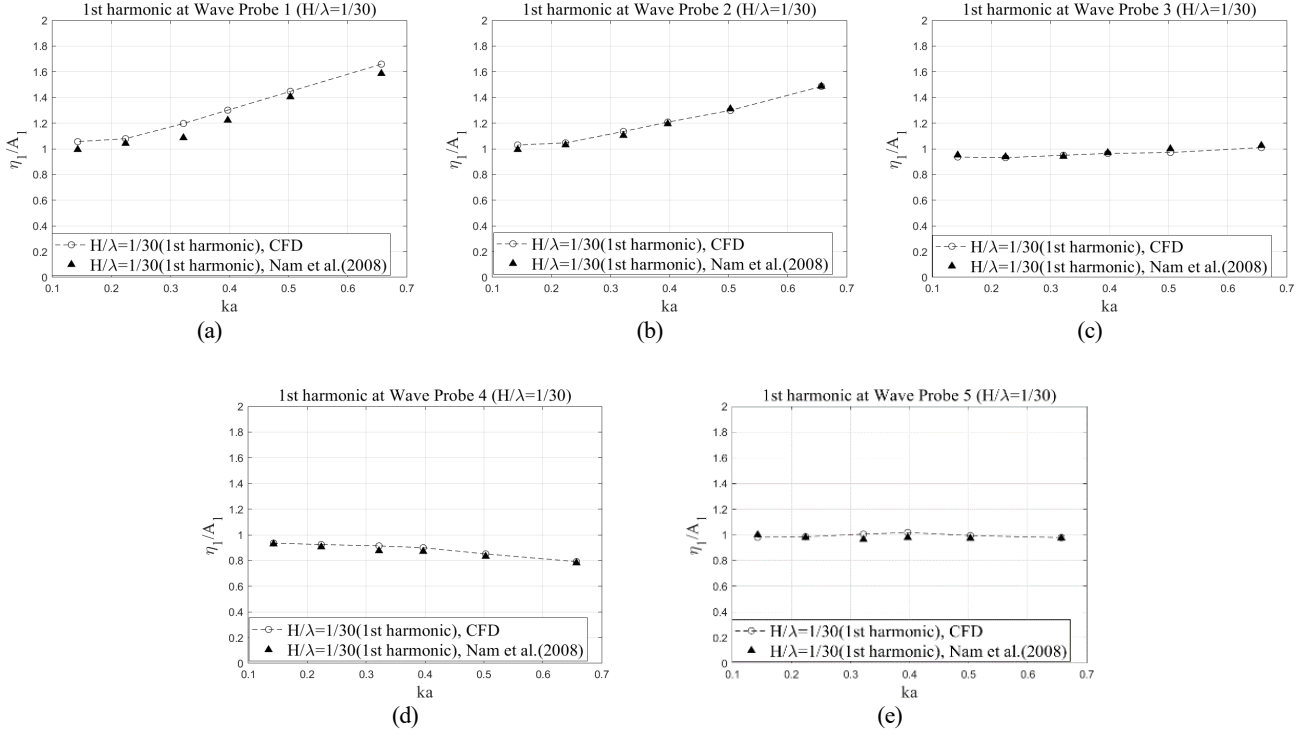 1st harmonic at Wave Probe 1 (H/λ=1/30)
2
1.8
1.6
1.4
1.2
1
0.8
0.6
0.4
0.2
0
η1/A1
H/λ=1/30(1st harmonic), CFD
H/λ=1/30(1st harmonic), Nam et al.(2008)
0.1 0.2 0.3 0.4 0.5 0.6 0.7
ka
(a)
1st harmonic at Wave Probe 2 (H/λ=1/30)
2
1.8
1.6
1.4
1.2
1
0.8
0.6
0.4
0.2
0
η1/A1
H/λ=1/30(1st harmonic), CFD
H/λ=1/30(1st harmonic), Nam et al.(2008)
0.1 0.2 0.3 0.4 0.5 0.6 0.7
ka
(b)
1st harmonic at Wave Probe 3 (H/λ=1/30)
2
1.8
1.6
1.4
1.2
1
0.8
0.6
0.4
0.2
0
η1/A1
H/λ=1/30(1st harmonic), CFD
H/λ=1/30(1st harmonic), Nam et al.(2008)
0.1 0.2 0.3 0.4 0.5 0.6 0.7
ka
(c)
1st harmonic at Wave Probe 4 (H/λ=1/30)
2
1.8
1.6
1.4
1.2
1
0.8
0.6
0.4
0.2
0
η1/A1
H/λ=1/30(1st harmonic), CFD
H/λ=1/30(1st harmonic), Nam et al.(2008)
0.1 0.2 0.3 0.4 0.5 0.6 0.7
ka
(d)
1st harmonic at Wave Probe 5 (H/λ=1/30)
2
1.8
1.6
1.4
1.2
1
0.8
0.6
0.4
0.2
0
η1/A1
H/λ=1/30(1st harmonic), CFD
H/λ=1/30(1st harmonic), Nam et al.(2008)
0.1 0.2 0.3 0.4 0.5 0.6 0.7
ka
(e)